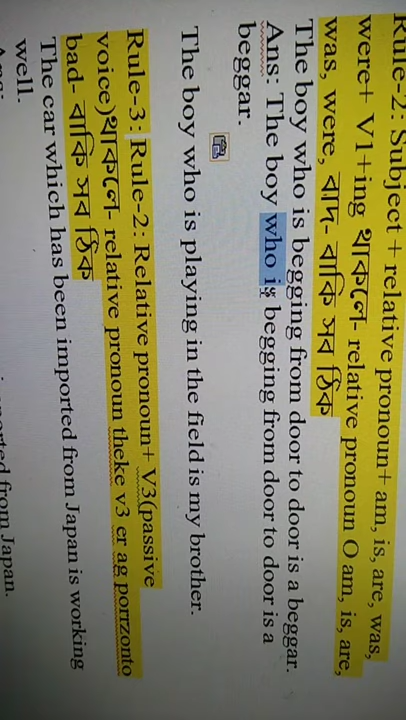 Rule-2: Subject + relative pronoun+ am, is, are, was,
were+ V1+ing থাকলে- relative pronoun O am, is, are,
was, were, বাদ- বাকি সব ঠিক
The boy who is begging from door to door is a beggar.
Ans: The boy who is begging from door to door is a
beggar.
The boy who is playing in the field is my brother.
Rule-3: Rule-2: Relative pronoun+ V3(passive
voice)থাকলে- relative pronoun theke v3 er ag porrzonto
bad- বাকি সব ঠিক
The car which has been imported from Japan is working
well.
from Japan.